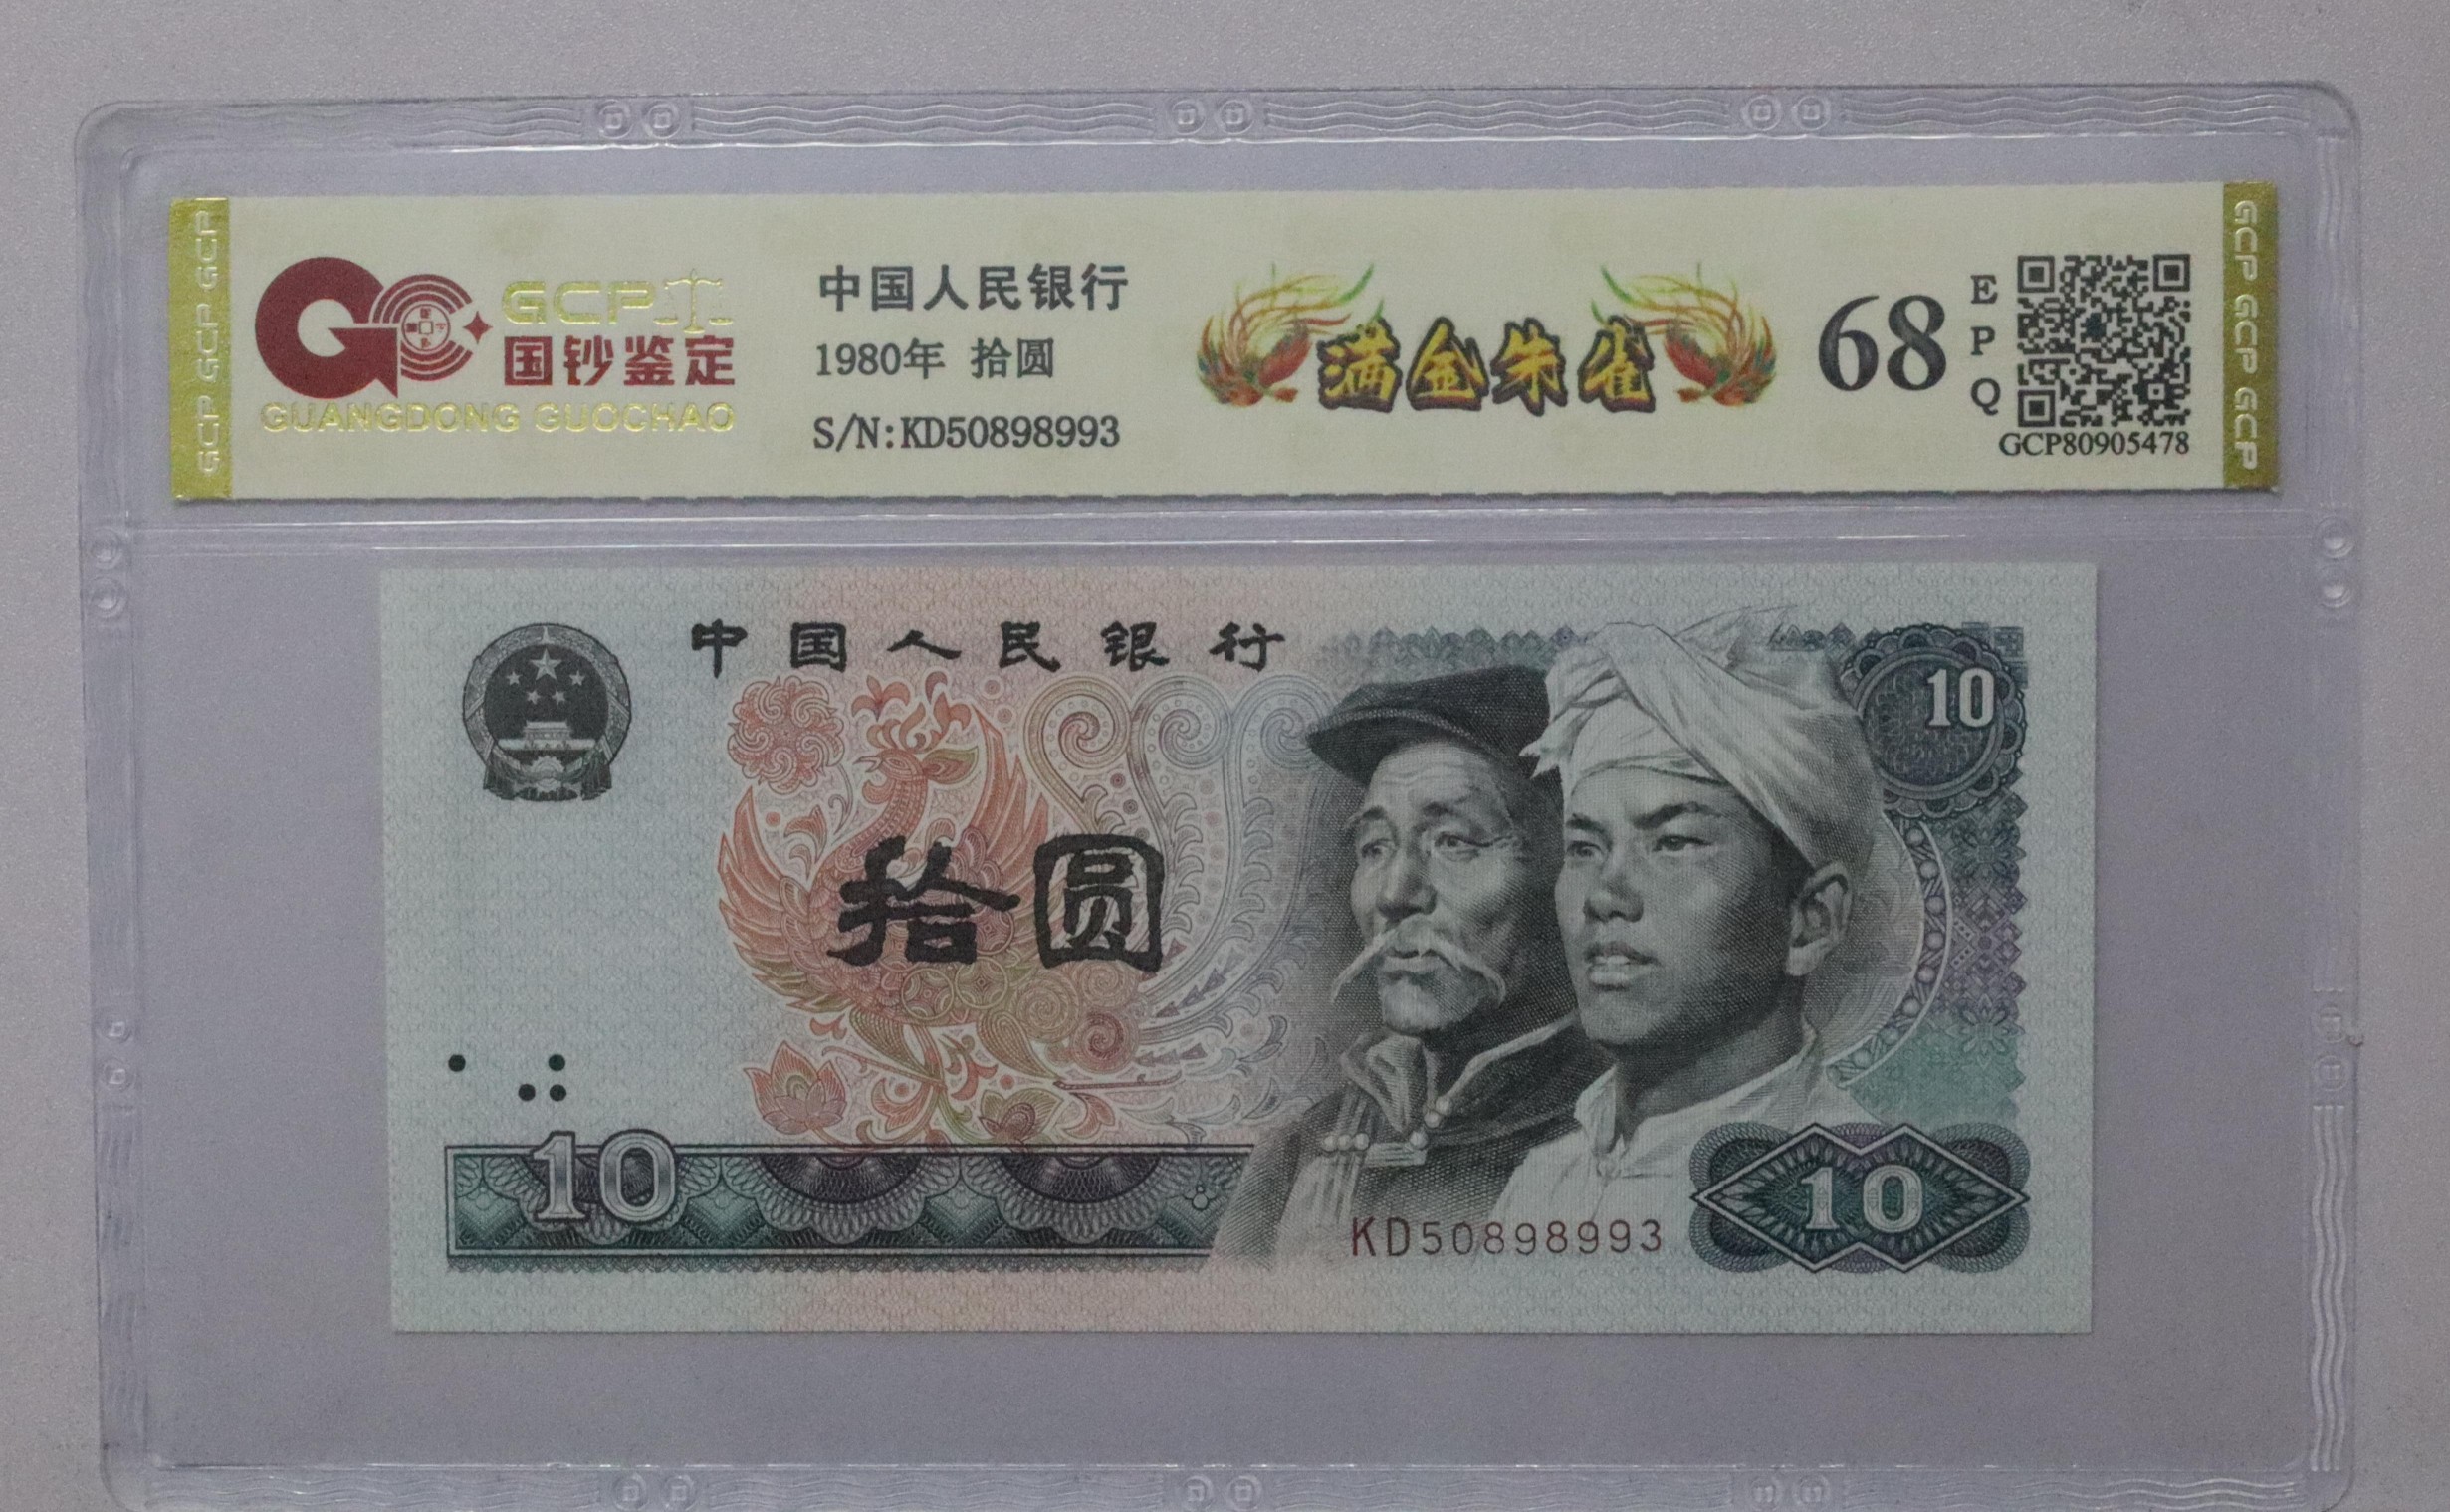 GCP GCP GCP
GCP
国钞鉴定
GUANGDONG GUOCHAO
中国人民银行
1980年 拾圆
S/N:KD50898993
满金朱雀
68
EPQ
GCP80905478
GCP GCP GCP
中国人民银行
10
拾圆
10
KD50898993
10